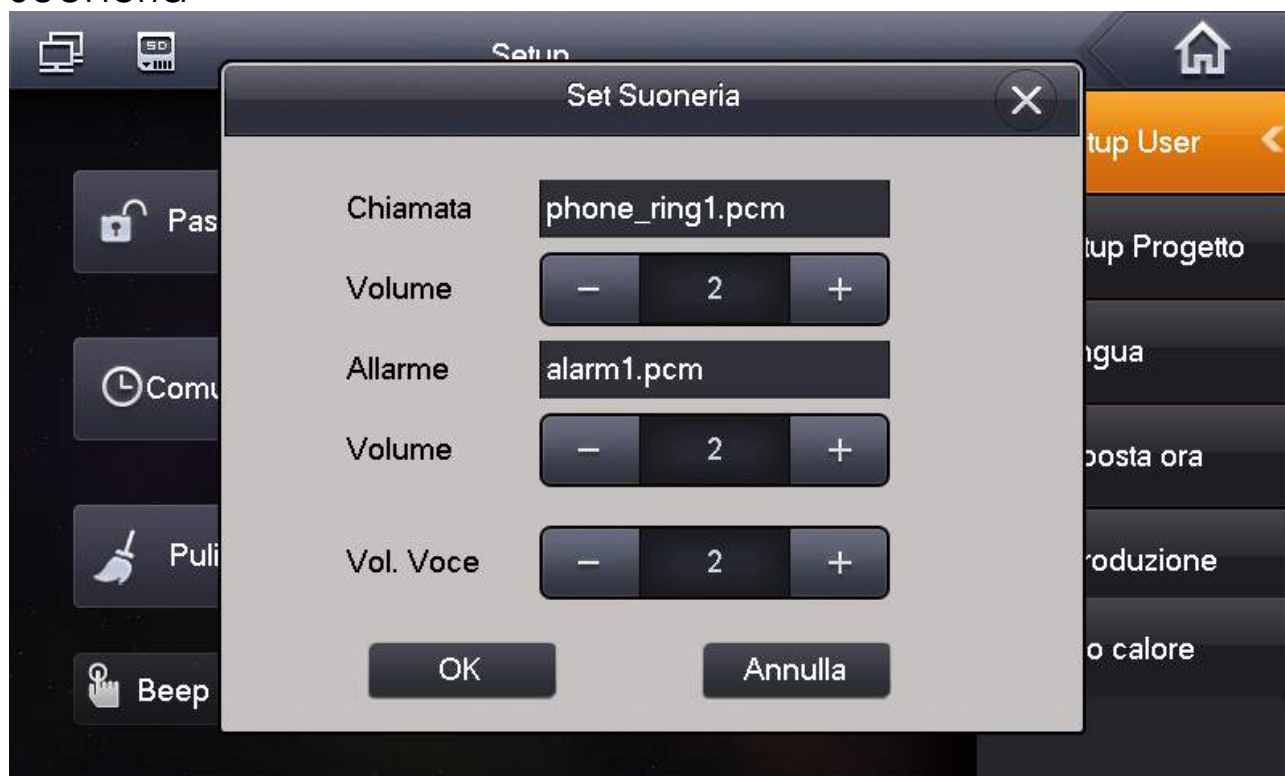 SD
Setup
Set Suoneria
tup User
Chiamata
phone_ring1.pcm
Pas
tup Progetto
Volume
– 2 +
Allarme
alarm1.pcm
ngua
Comu
Volume
– 2 +
posta ora
Puli
Vol. Voce
– 2 +
roduzione
OK
Annulla
o calore
Beep